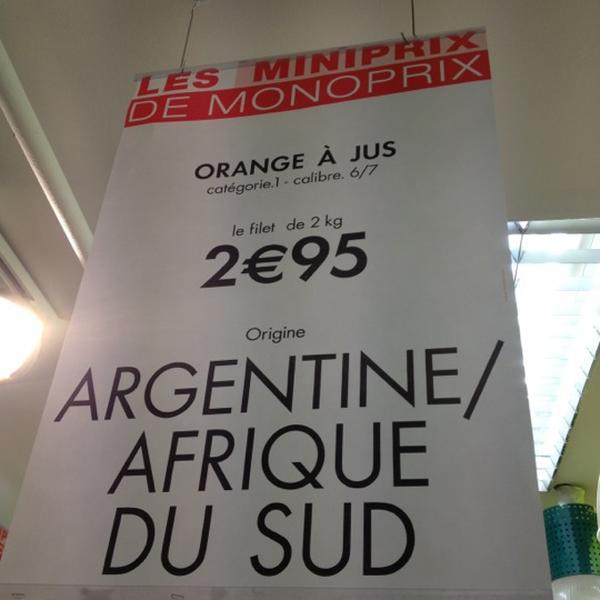 LES MINIPRIX
DE MONOPRIX
ORANGE À JUS
catégorie.1 - calibre. 6/7
le filet de 2 kg
2€95
Origine
ARGENTINE/
AFRIQUE
DU SUD